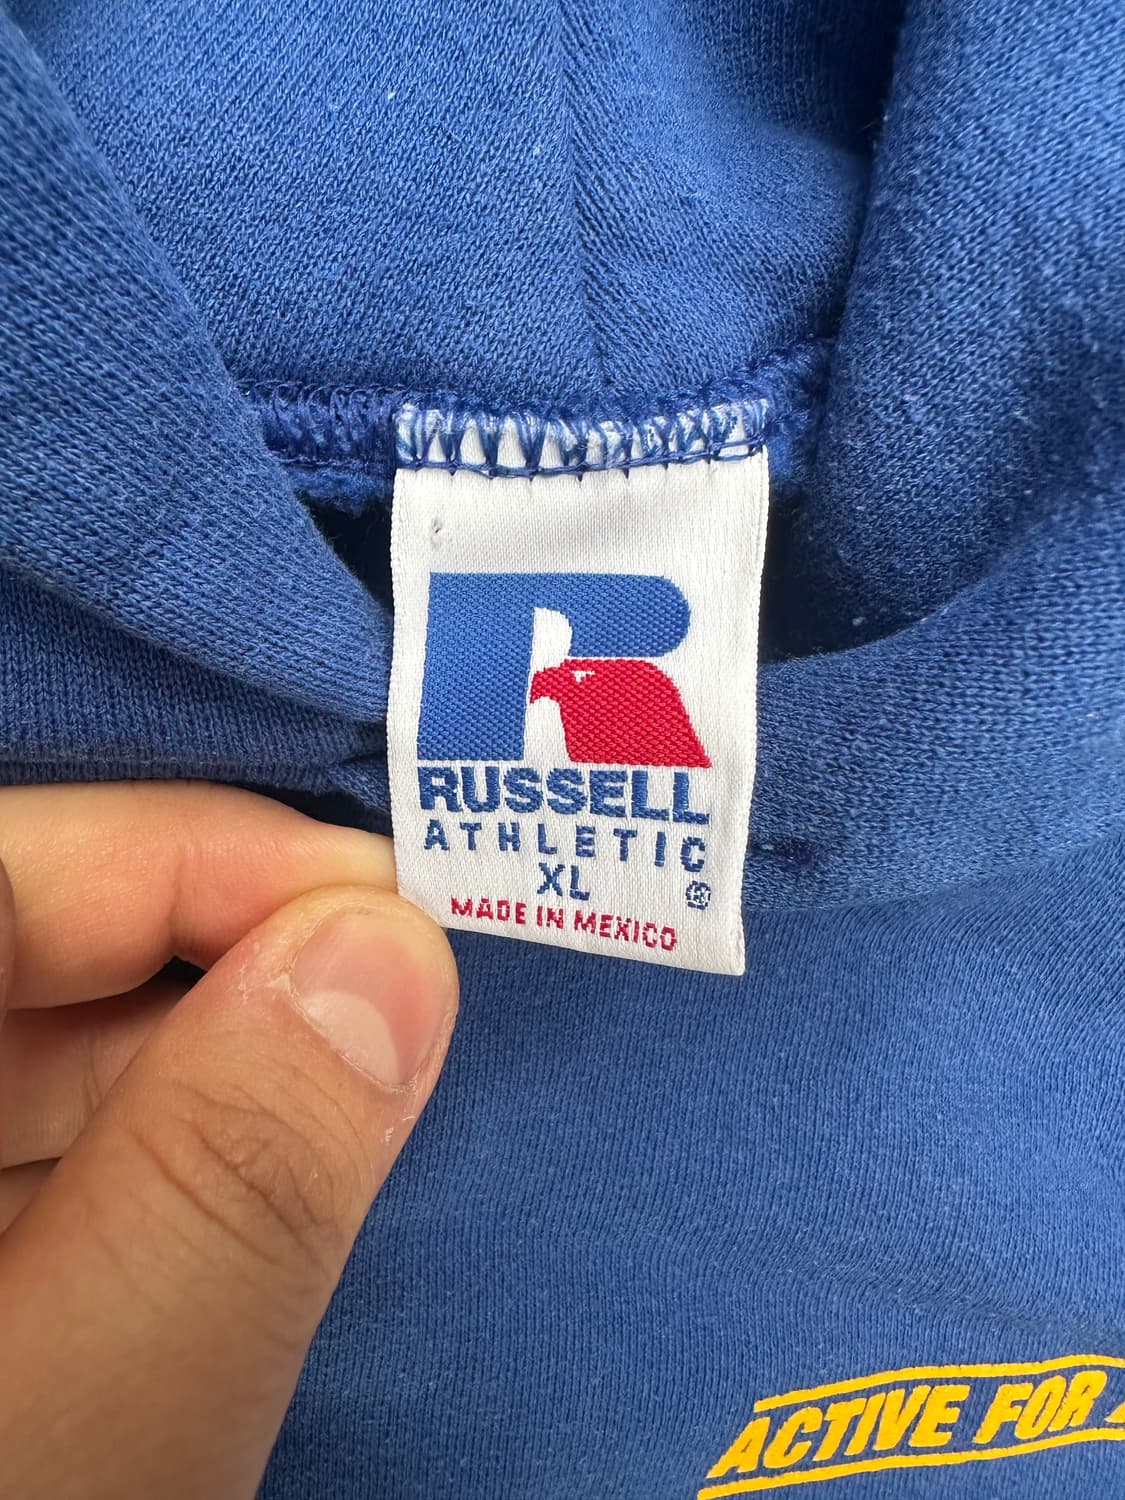 R
RUSSELL
ATHLETIC
XL ®
MADE IN MEXICO
ACTIVE FOR